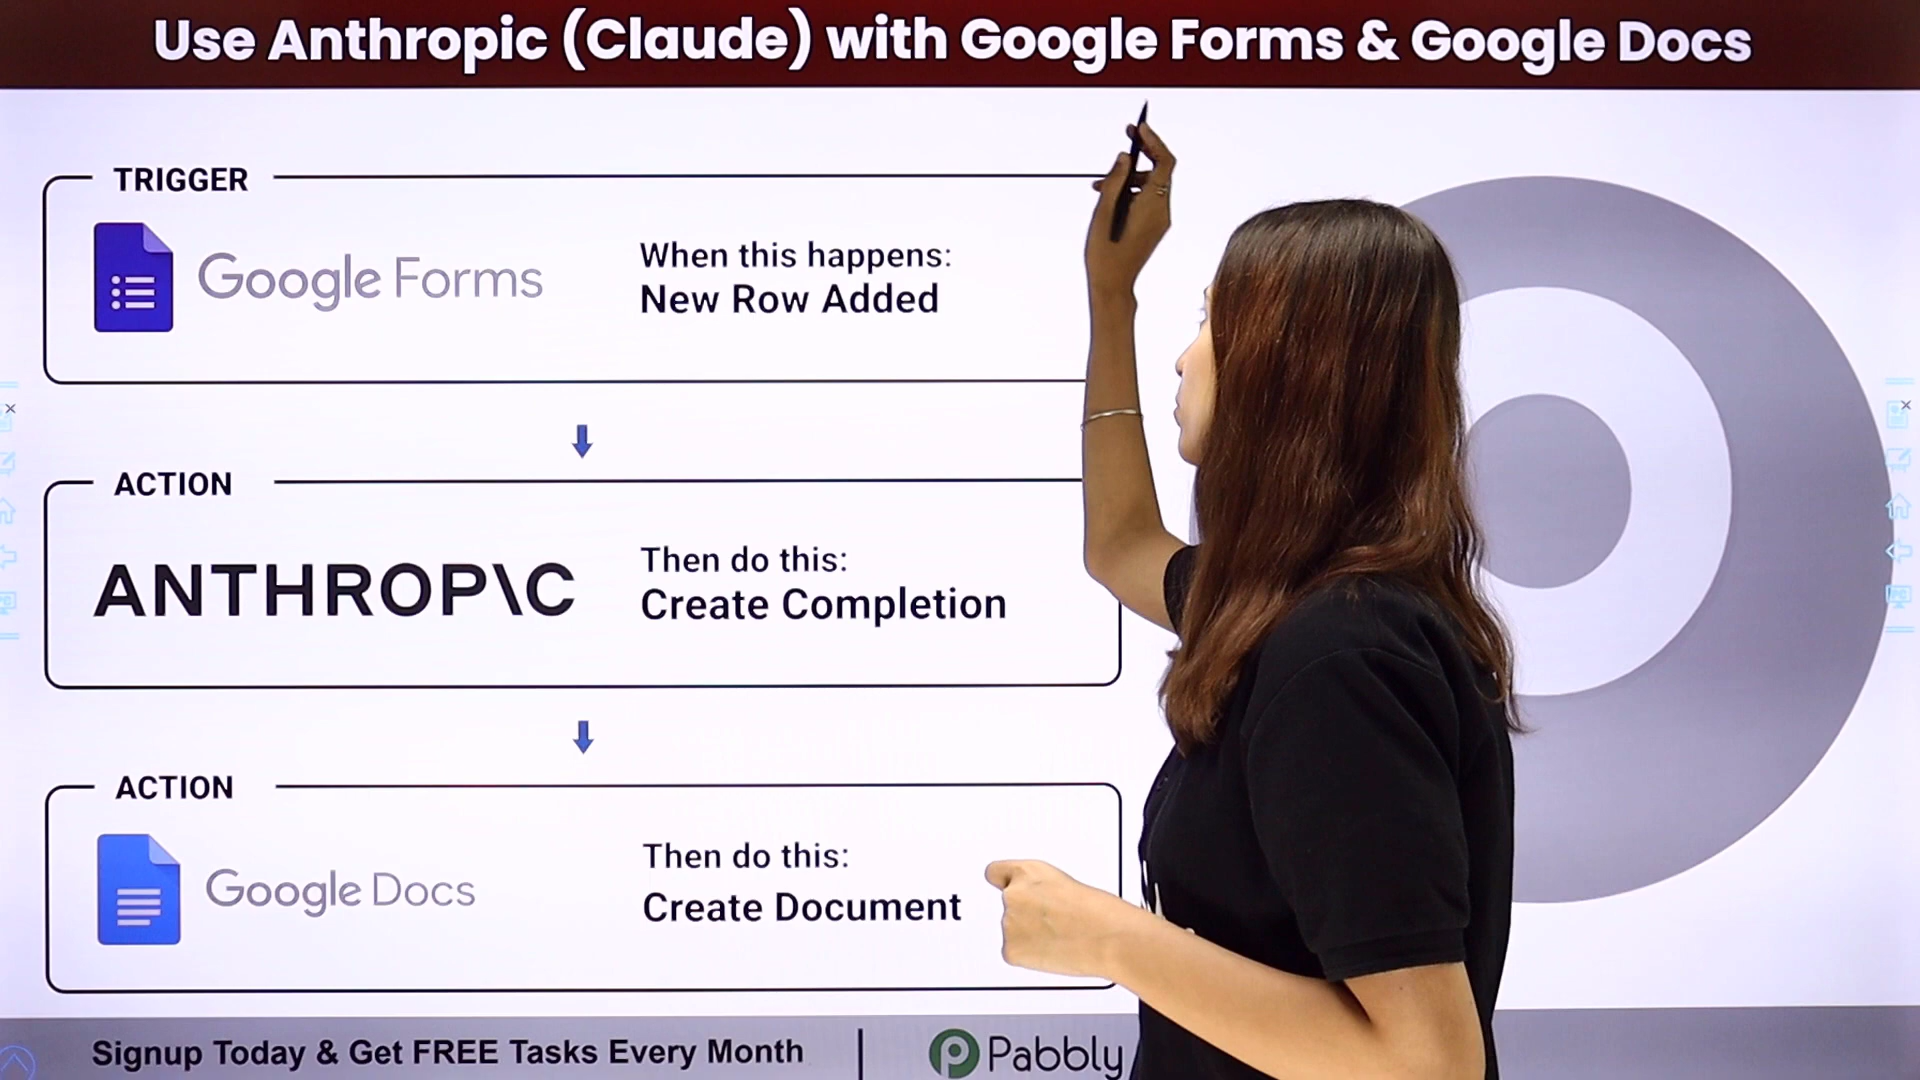 Use Anthropic (Claude) with Google Forms & Google Docs
TRIGGER
Google Forms
When this happens:
New Row Added
ACTION
ANTHROP\C
Then do this:
Create Completion
ACTION
Google Docs
Then do this:
Create Document
Signup Today & Get FREE Tasks Every Month
Pabbly